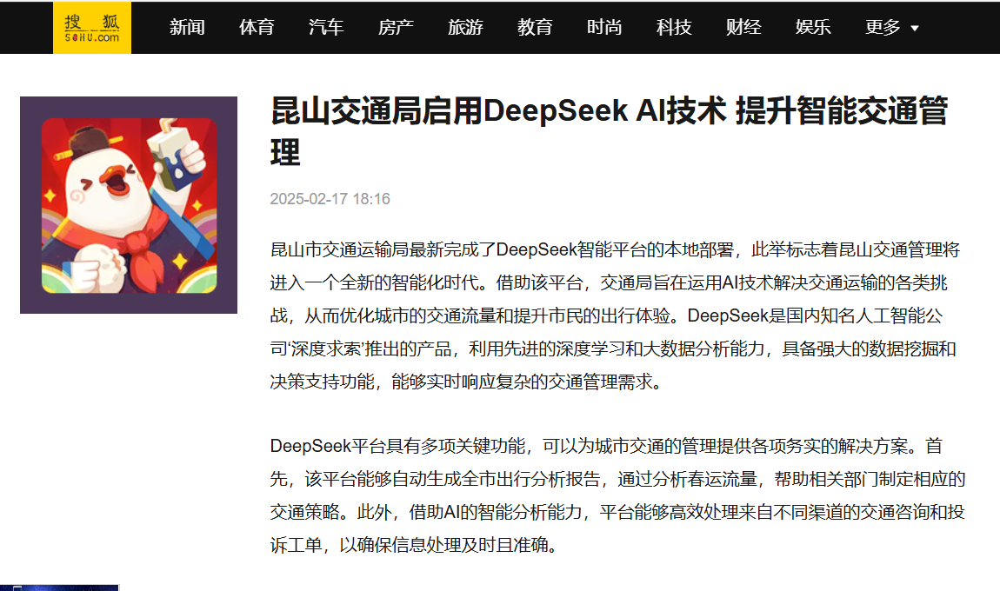 搜狐
SOHU.com
新闻 体育 汽车 房产 旅游 教育 时尚 科技 财经 娱乐 更多
昆山交通局启用DeepSeek AI技术 提升智能交通管
理
2025-02-17 18:16
昆山市交通运输局最新完成了DeepSeek智能平台的本地部署，此举标志着昆山交通管理将
进入一个全新的智能化时代。借助该平台，交通局旨在运用AI技术解决交通运输的各类挑
战，从而优化城市的交通流量和提升市民的出行体验。DeepSeek是国内知名人工智能公
司‘深度求索’推出的产品，利用先进的深度学习和大数据分析能力，具备强大的数据挖掘和
决策支持功能，能够实时响应复杂的交通管理需求。
DeepSeek平台具有多项关键功能，可以为城市交通的管理提供各项务实的解决方案。首
先，该平台能够自动生成全市出行分析报告，通过分析春运流量，帮助相关部门制定相应的
交通策略。此外，借助AI的智能分析能力，平台能够高效处理来自不同渠道的交通咨询和投
诉工单，以确保信息处理及时且准确。